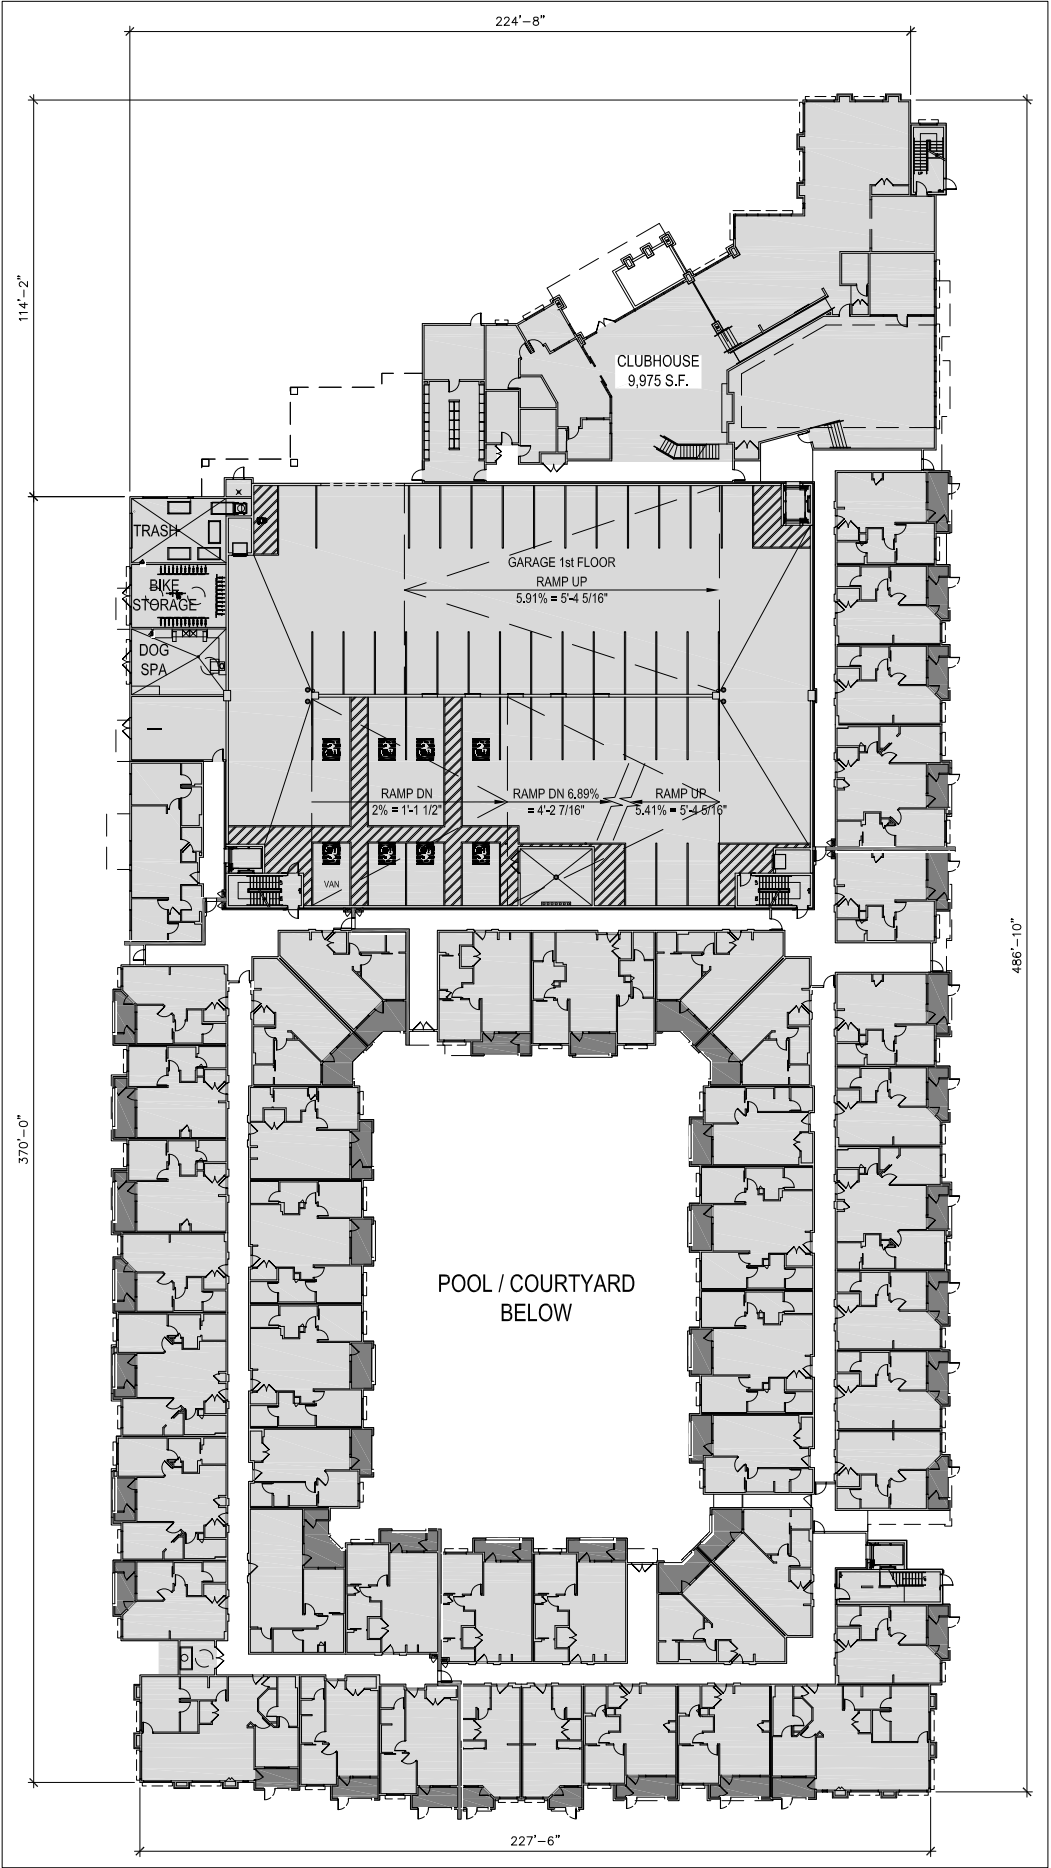 224'-8"
114'-2"
CLUBHOUSE
9,975 S.F.
TRASH
BIKE
STORAGE
DOG
SPA
GARAGE 1st FLOOR
RAMP UP
5.91% = 5'-4 5/16"
RAMP DN
2% = 1'-1 1/2"
RAMP DN 6.89%
= 4'-2 7/16"
RAMP UP
5.41% = 5'-4 5/16"
VAN
486'-10"
370'-0"
POOL / COURTYARD
BELOW
227'-6"